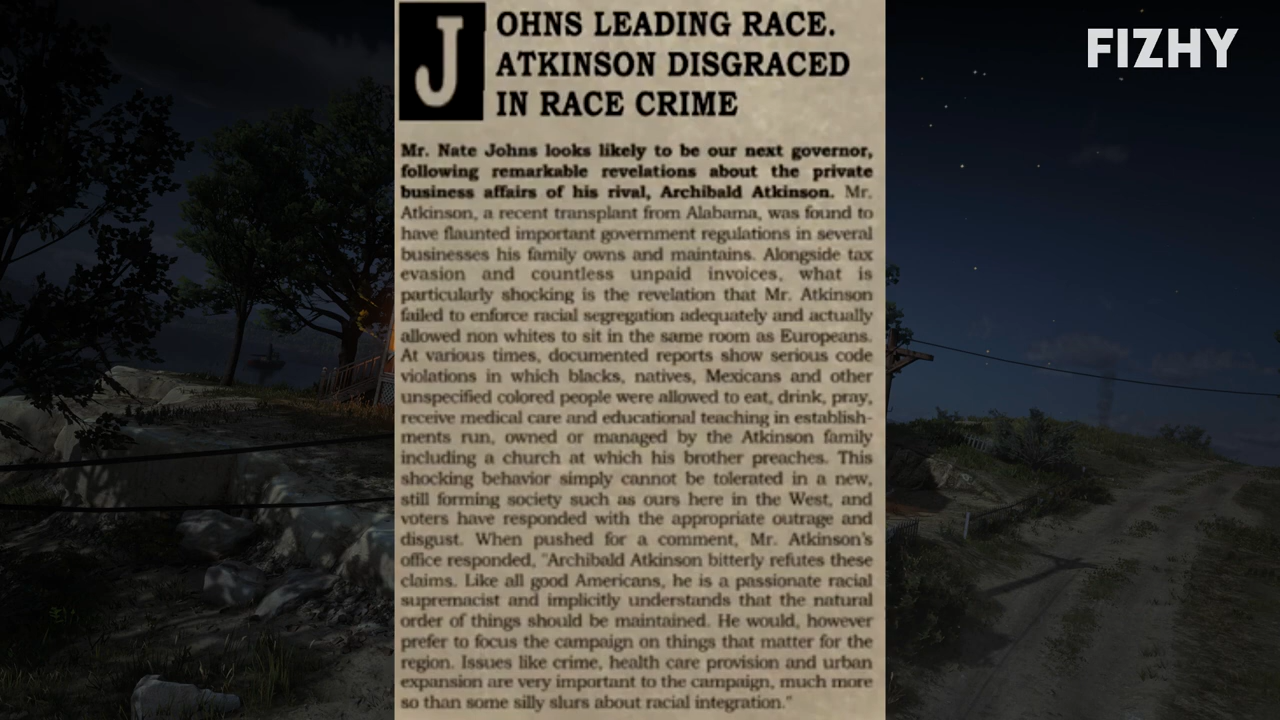 JOHNS LEADING RACE.
ATKINSON DISGRACED
IN RACE CRIME
FIZHY
Mr. Nate Johns looks likely to be our next governor,
following remarkable revelations about the private
business affairs of his rival, Archibald Atkinson. Mr.
Atkinson, a recent transplant from Alabama, was found to
have flaunted important government regulations in several
businesses his family owns and maintains. Alongside tax
evasion and countless unpaid invoices, what is
particularly shocking is the revelation that Mr. Atkinson
failed to enforce racial segregation adequately and actually
allowed non whites to sit in the same room as Europeans.
At various times, documented reports show serious code
violations in which blacks, natives, Mexicans and other
unspecified colored people were allowed to eat, drink, pray,
receive medical care and educational teaching in establish-
ments run, owned or managed by the Atkinson family
including a church at which his brother preaches. This
shocking behavior simply cannot be tolerated in a new,
still forming society such as ours here in the West, and
voters have responded with the appropriate outrage and
disgust. When pushed for a comment, Mr. Atkinson's
office responded, "Archibald Atkinson bitterly refutes these
claims. Like all good Americans, he is a passionate racial
supremacist and implicitly understands that the natural
order of things should be maintained. He would, however
prefer to focus the campaign on things that matter for the
region. Issues like crime, health care provision and urban
expansion are very important to the campaign, much more
so than some silly slurs about racial integration."